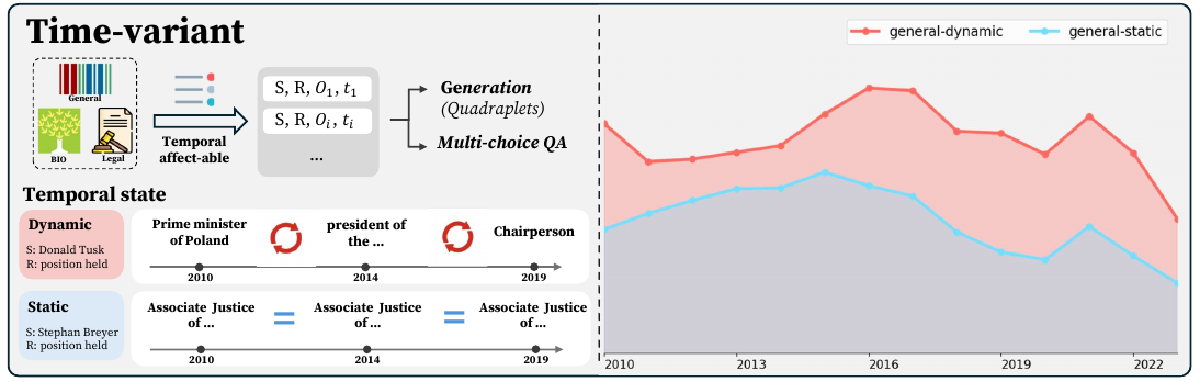 Time-variant
General
BIO
Legal
Temporal
affect-able
S, R, O₁, t₁
S, R, Oᵢ, tᵢ
...
Generation
(Quadraplets)
Multi-choice QA
Temporal state
Dynamic
S: Donald Tusk
R: position held
Prime minister
of Poland
president of
the ...
Chairperson
2010
2014
2019
Static
S: Stephan Breyer
R: position held
Associate Justice
of ...
=
Associate Justice
of ...
=
Associate Justice
of ...
2010
2014
2019
general-dynamic
general-static
2010
2013
2016
2019
2022